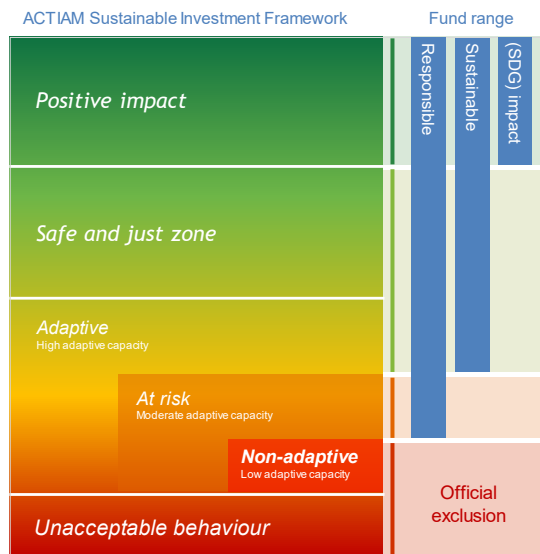 ACTIAM Sustainable Investment Framework
Fund range
Positive impact
Safe and just zone
Adaptive
High adaptive capacity
At risk
Moderate adaptive capacity
Non-adaptive
Low adaptive capacity
Unacceptable behaviour
Responsible
Sustainable
(SDG) impact
Official
exclusion